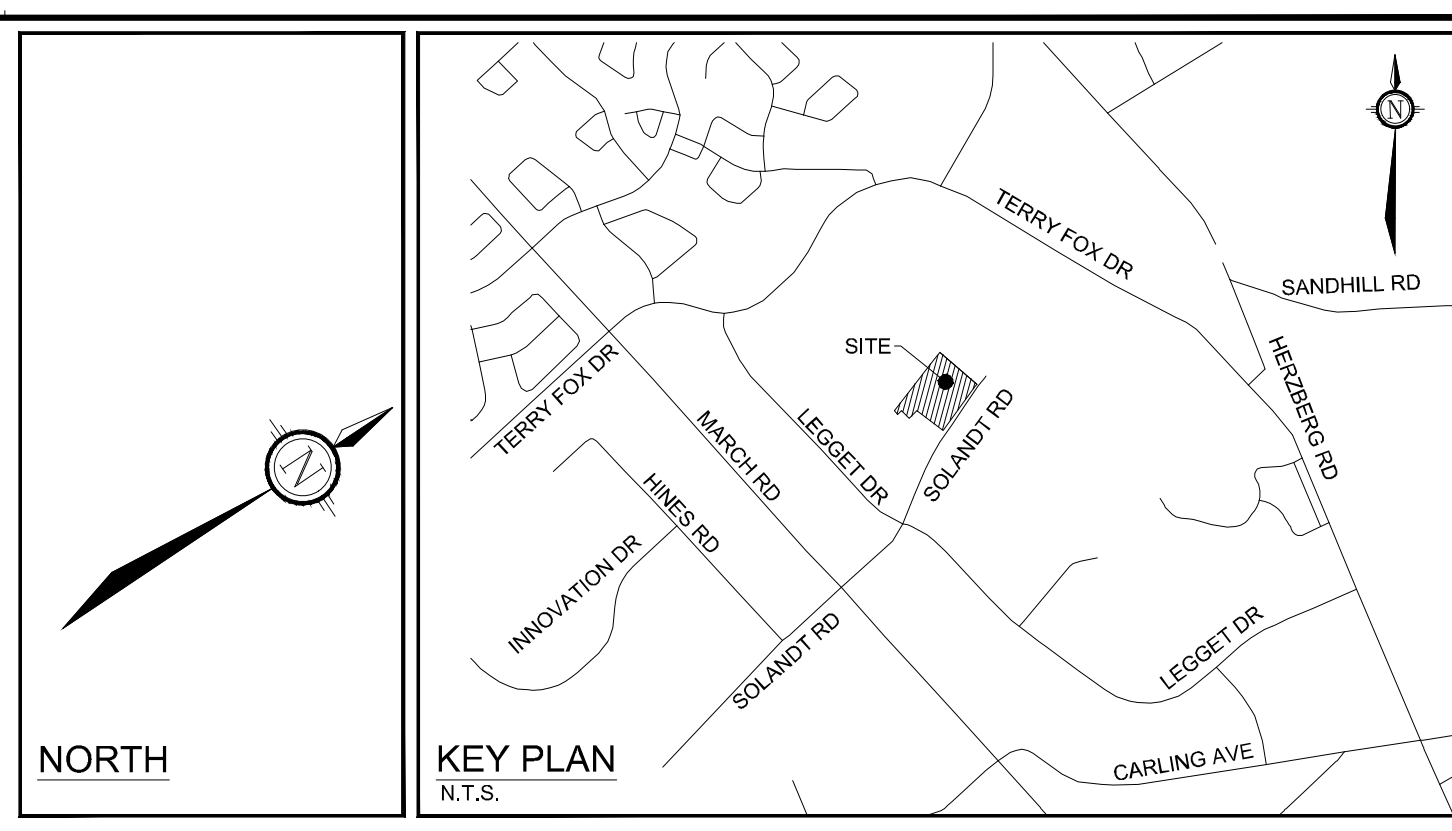 N
NORTH
N
TERRY FOX DR
SANDHILL RD
SITE
HERZBERG RD
TERRY FOX DR
MARCH RD
LEGGET DR
SOLANDT RD
HINES RD
INNOVATION DR
SOLANDT RD
LEGGET DR
CARLING AVE
KEY PLAN
N.T.S.